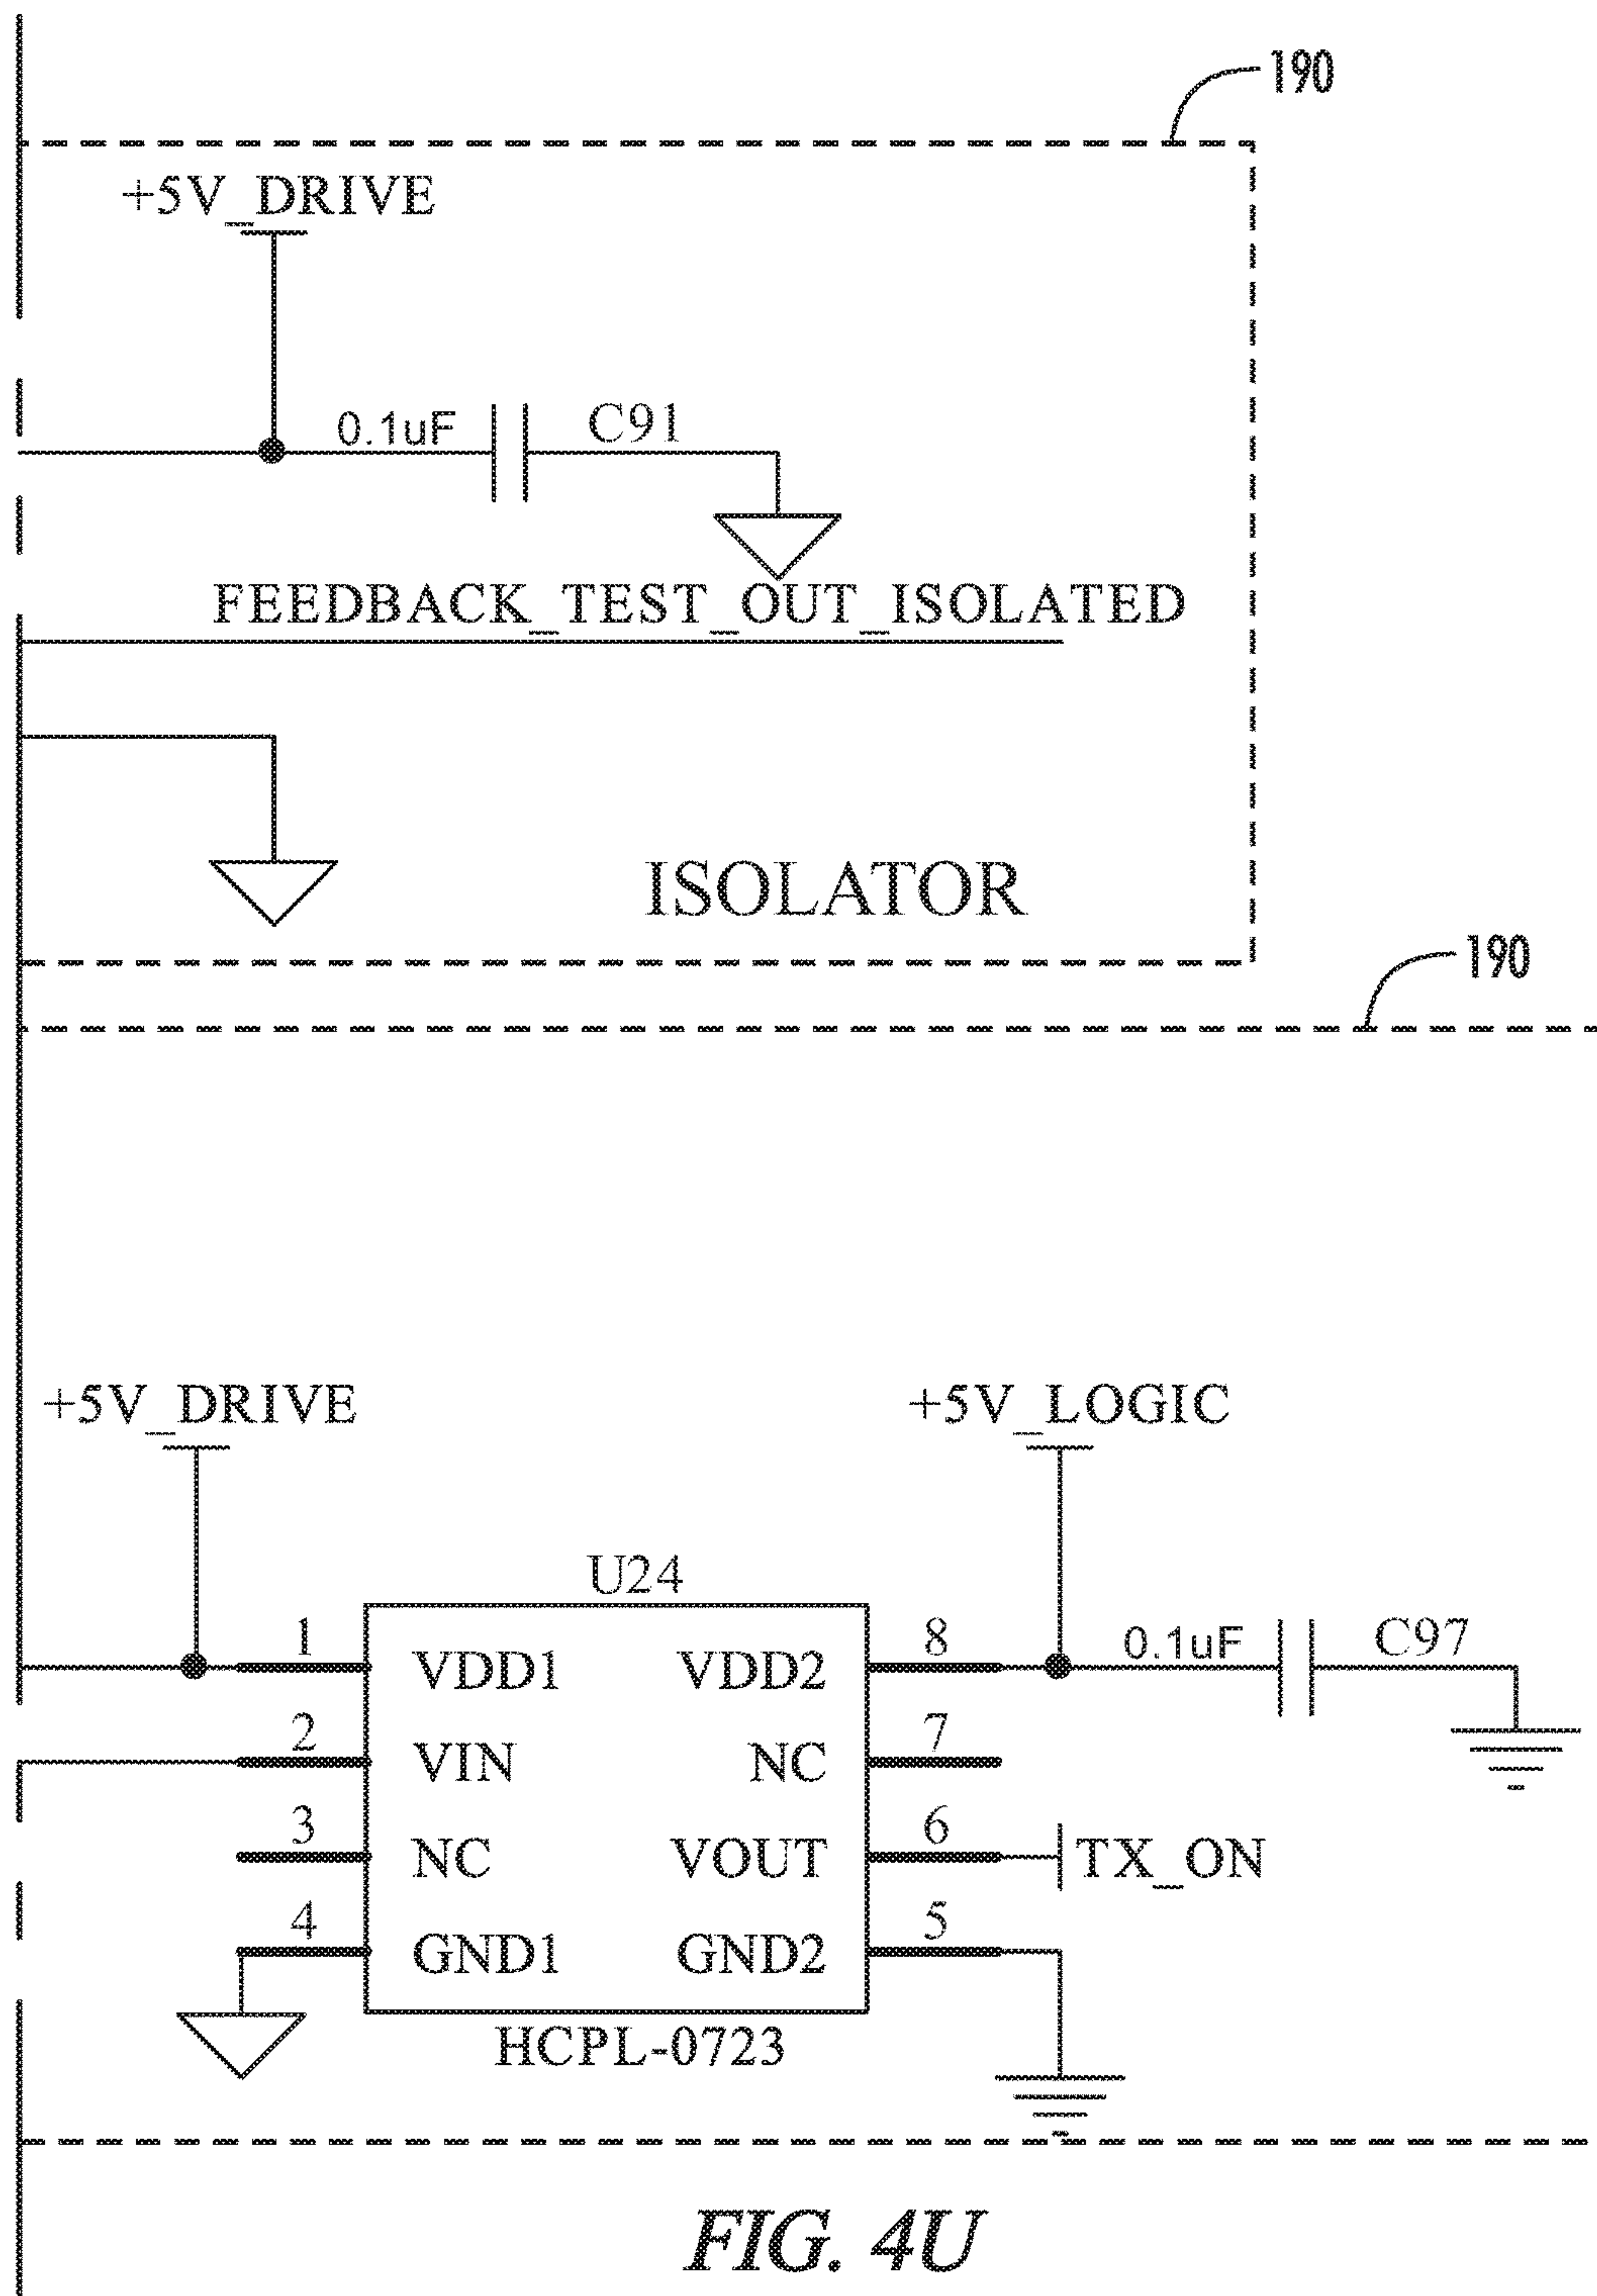 190
+5V_DRIVE
0.1uF C91
FEEDBACK_TEST_OUT_ISOLATED
ISOLATOR
190
+5V_DRIVE +5V_LOGIC
U24
1 VDD1 VDD2 8 0.1uF C97
2 VIN NC 7
3 NC VOUT 6 TX_ON
4 GND1 GND2 5
HCPL-0723
FIG. 4U